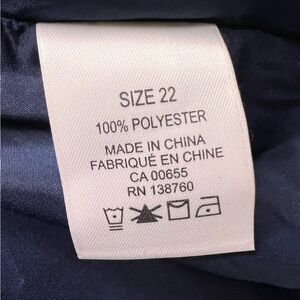 SIZE 22
100% POLYESTER
MADE IN CHINA
FABRIQUÉ EN CHINE
CA 00655
RN 138760